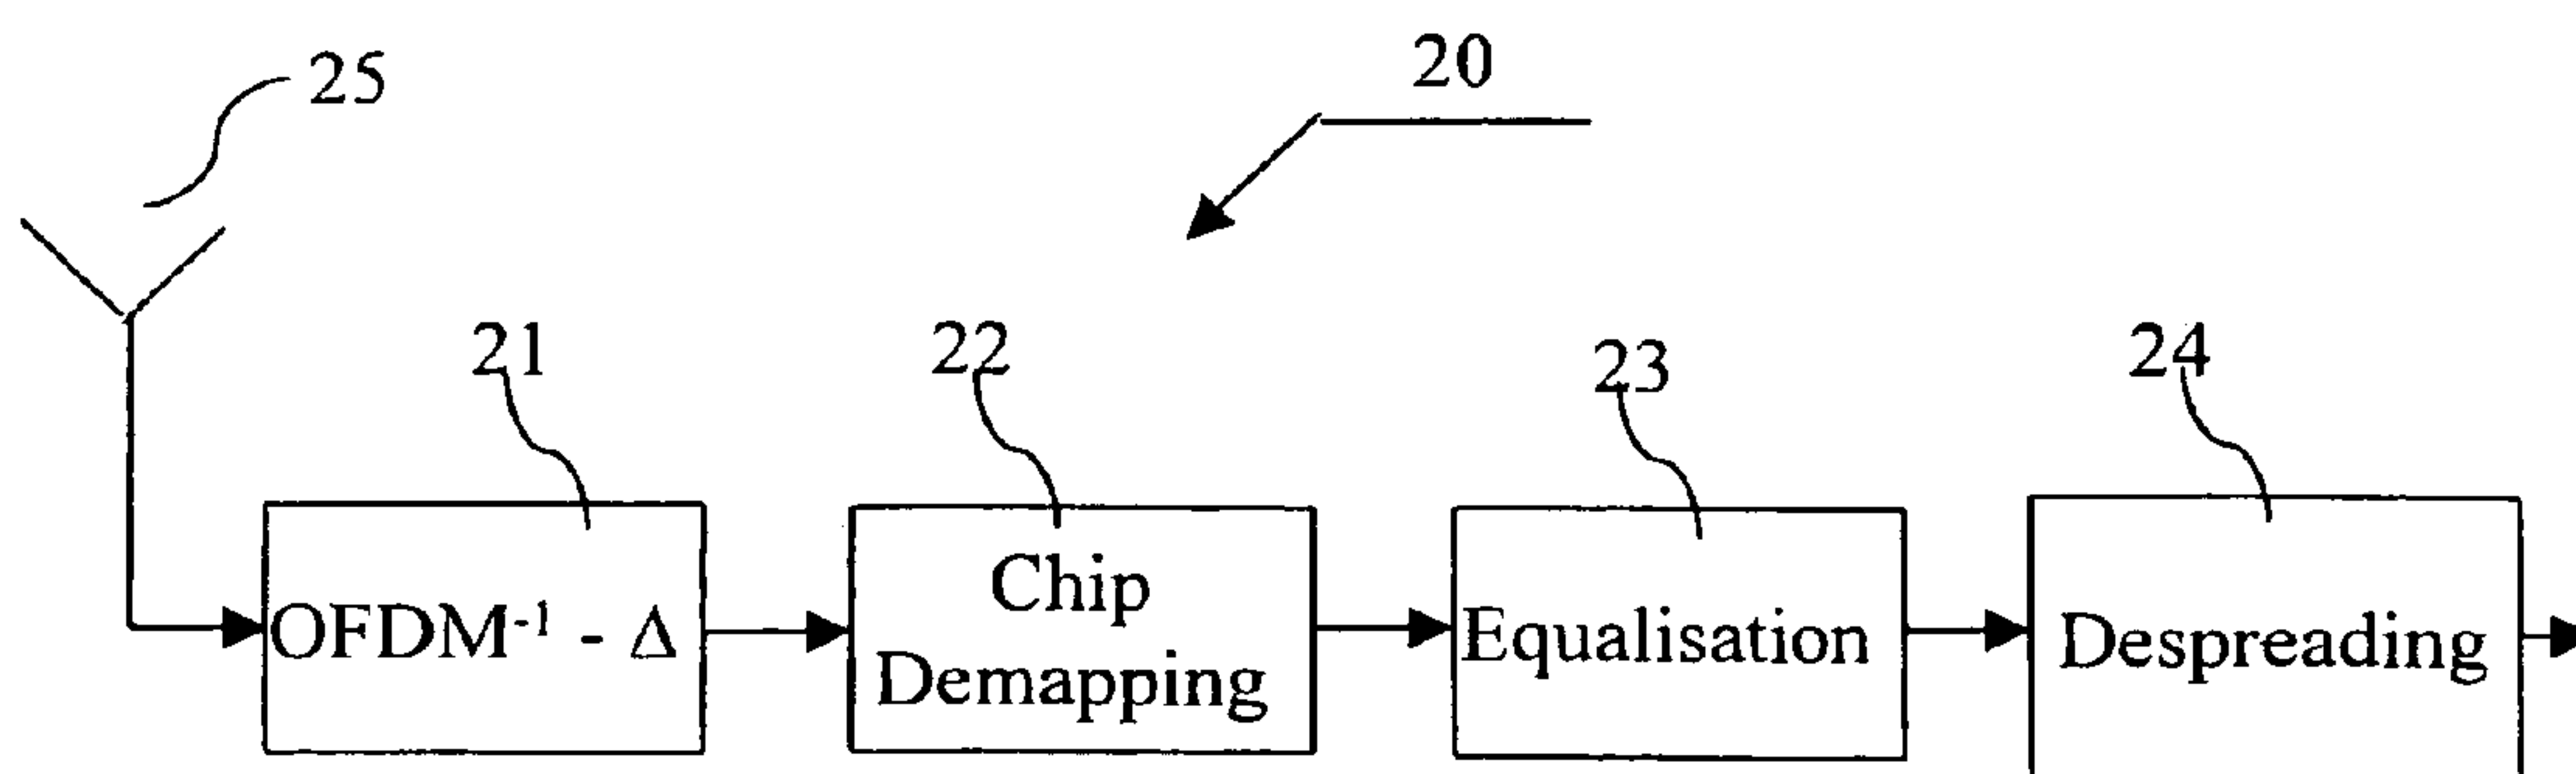 25
20
21
22
23
24
OFDM⁻¹ - Δ
Chip
Demapping
Equalisation
Despreading